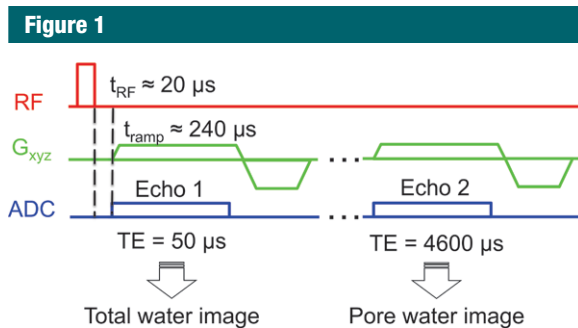 Figure 1
t_RF ≈ 20 µs
RF
t_ramp ≈ 240 µs
G_xyz
Echo 1
Echo 2
ADC
TE = 50 µs
TE = 4600 µs
Total water image
Pore water image